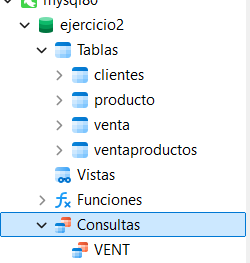 mysql80
ejercicio2
Tablas
clientes
producto
venta
ventaproductos
Vistas
Funciones
Consultas
VENT